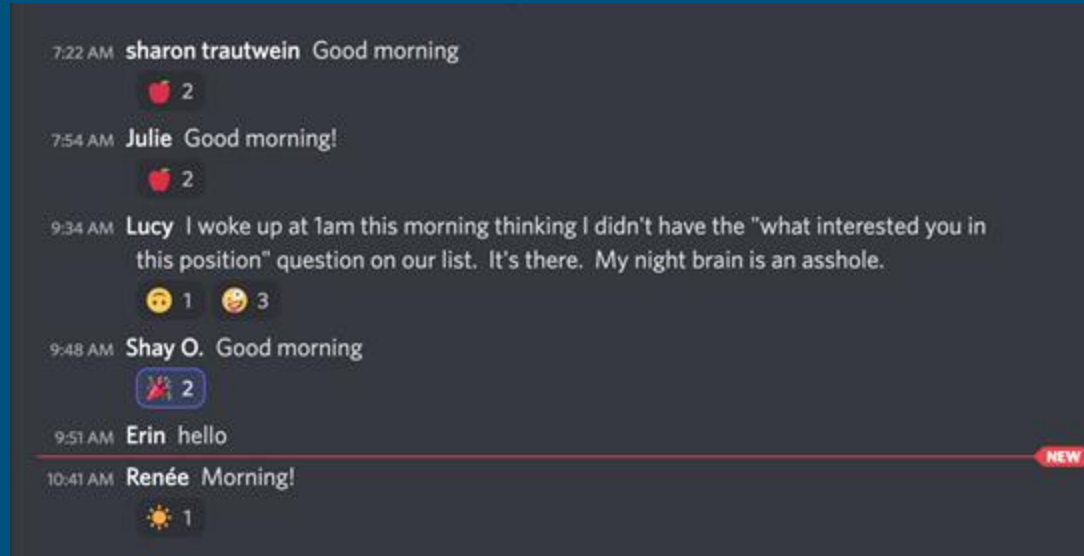 7:22 AM sharon trautwein Good morning
2
7:54 AM Julie Good morning!
2
9:34 AM Lucy I woke up at 1am this morning thinking I didn't have the "what interested you in
this position" question on our list. It's there. My night brain is an asshole.
1 3
9:48 AM Shay O. Good morning
2
9:51 AM Erin hello
NEW
10:41 AM Renée Morning!
1